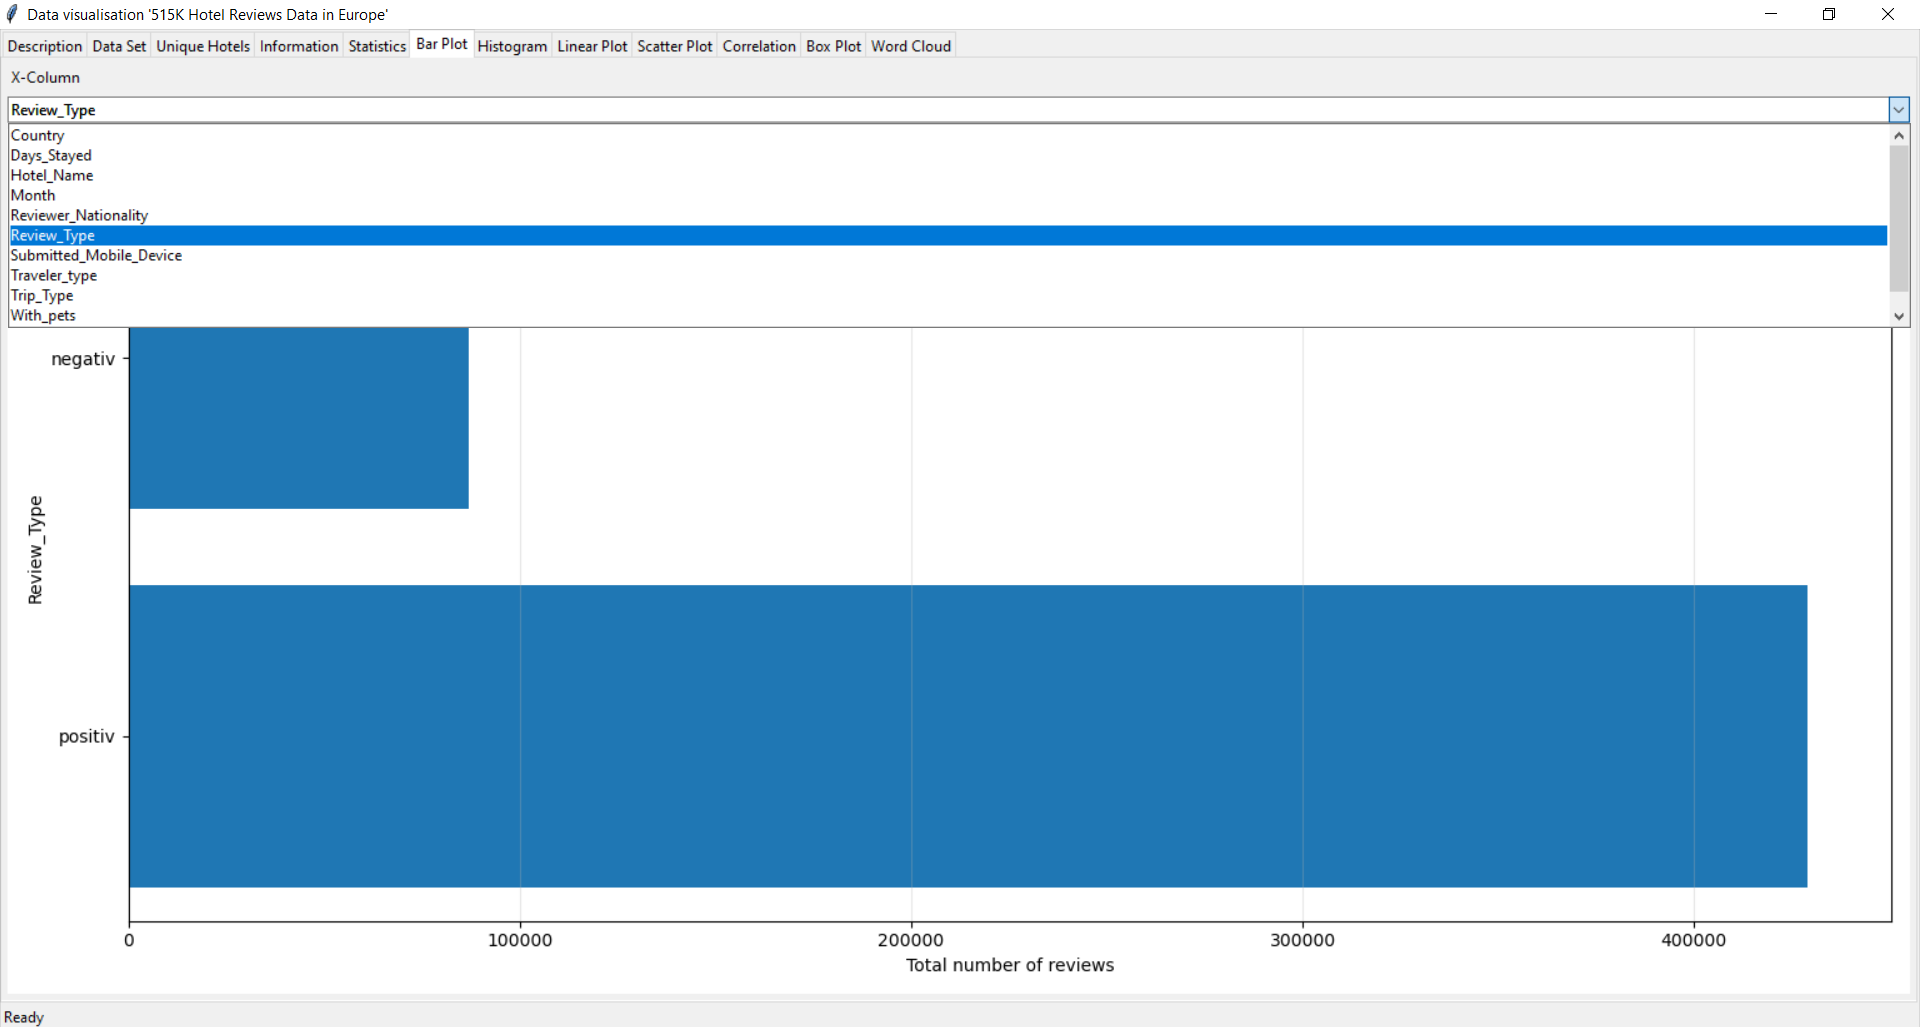 Data visualisation '515K Hotel Reviews Data in Europe'
Description Data Set Unique Hotels Information Statistics Bar Plot Histogram Linear Plot Scatter Plot Correlation Box Plot Word Cloud
X-Column
Review_Type
Country
Days_Stayed
Hotel_Name
Month
Reviewer_Nationality
Review_Type
Submitted_Mobile_Device
Traveler_type
Trip_Type
With_pets
negativ
Review_Type
positiv
0 100000 200000 300000 400000
Total number of reviews
Ready